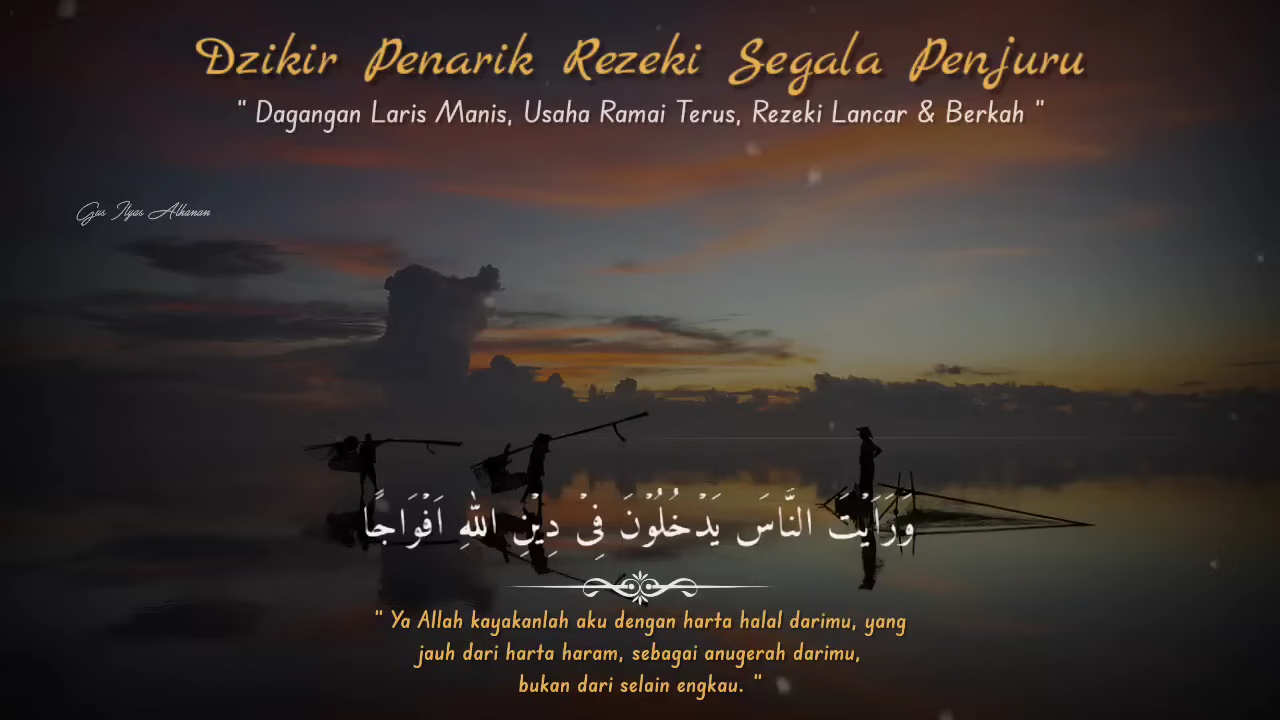 Dzikir Penarik Rezeki Segala Penjuru
" Dagangan Laris Manis, Usaha Ramai Terus, Rezeki Lancar & Berkah "
Gus Ilyas Alhanan
وَرَاَيْتَ النَّاسَ يَدْخُلُوْنَ فِيْ دِيْنِ اللّٰهِ اَفْوَاجًا
" Ya Allah kayakanlah aku dengan harta halal darimu, yang
jauh dari harta haram, sebagai anugerah darimu,
bukan dari selain engkau. "